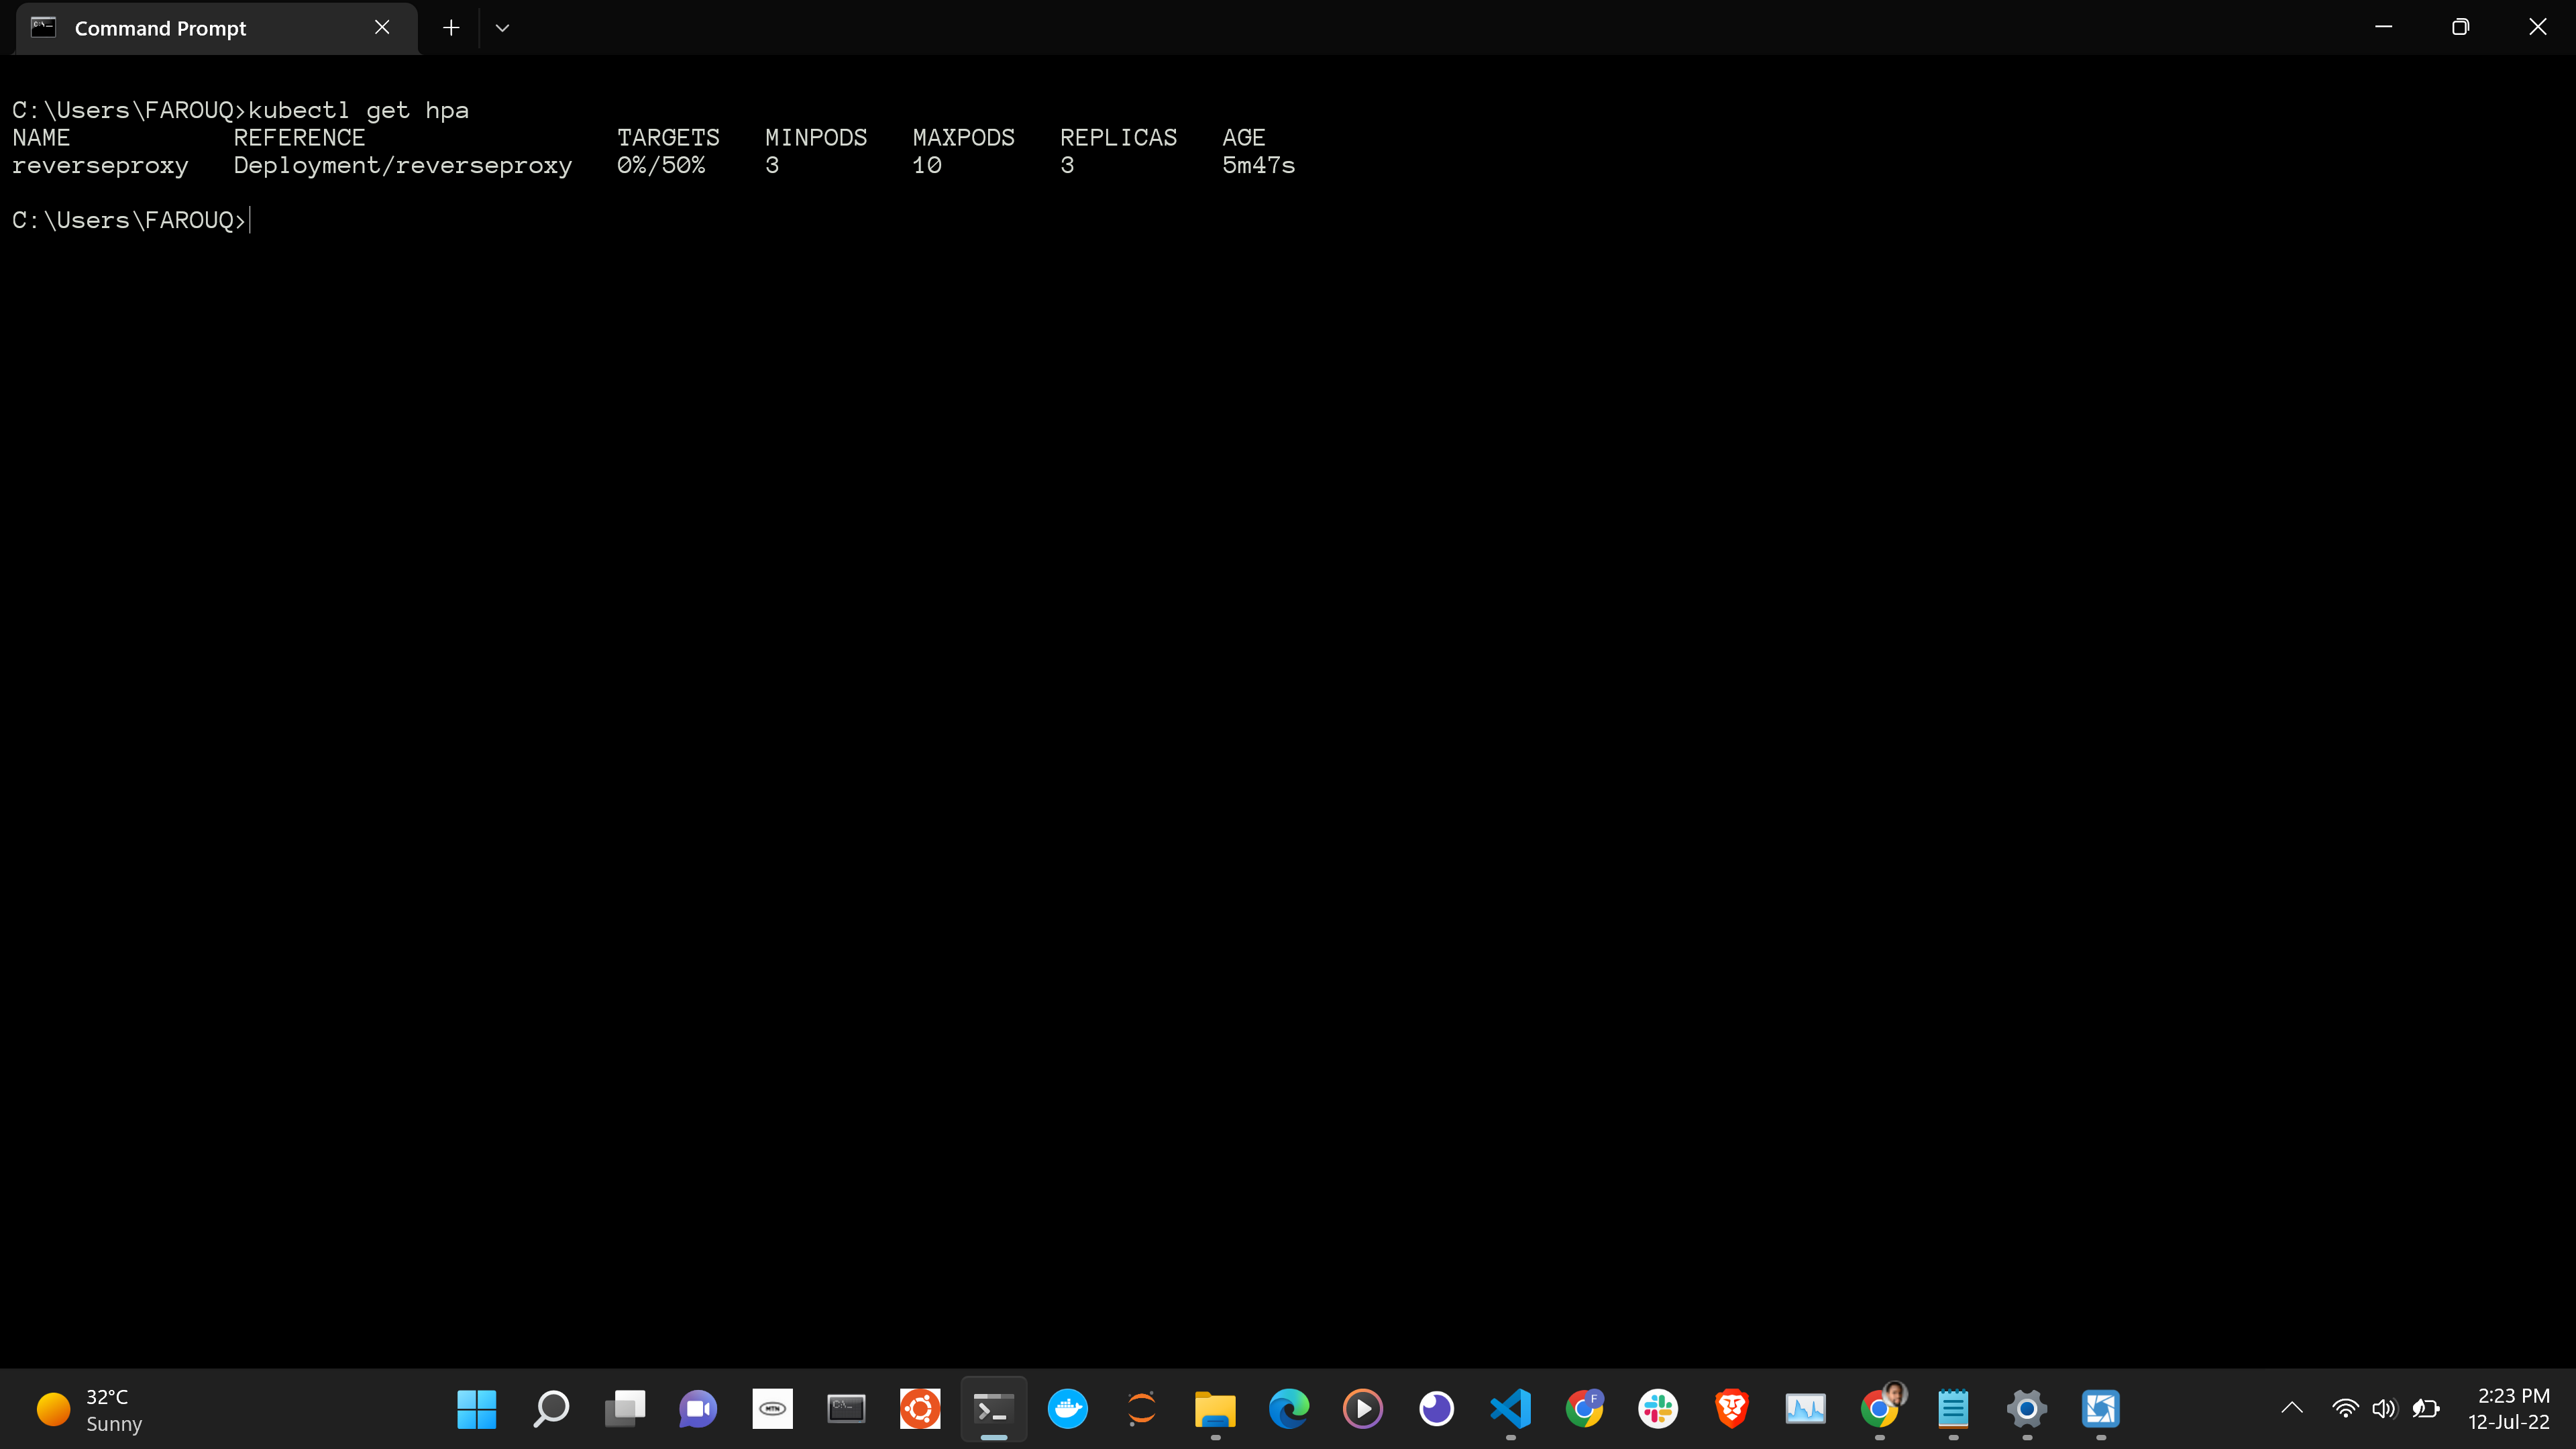 Command Prompt
C:\Users\FAROUQ>kubectl get hpa
NAME           REFERENCE                 TARGETS   MINPODS   MAXPODS   REPLICAS   AGE
reverseproxy   Deployment/reverseproxy   0%/50%    3         10        3          5m47s
C:\Users\FAROUQ>
32°C
Sunny
MTN
F
2:23 PM
12-Jul-22